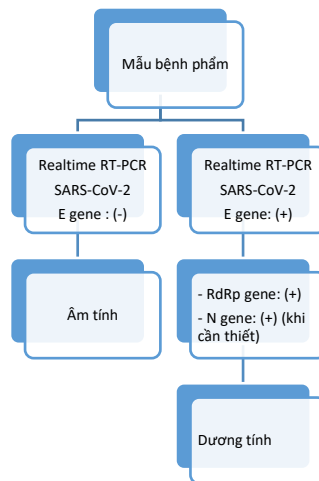 Mẫu bệnh phẩm
Realtime RT-PCR
SARS-CoV-2
E gene : (-)
Realtime RT-PCR
SARS-CoV-2
E gene: (+)
Âm tính
- RdRp gene: (+)
- N gene: (+) (khi
cần thiết)
Dương tính